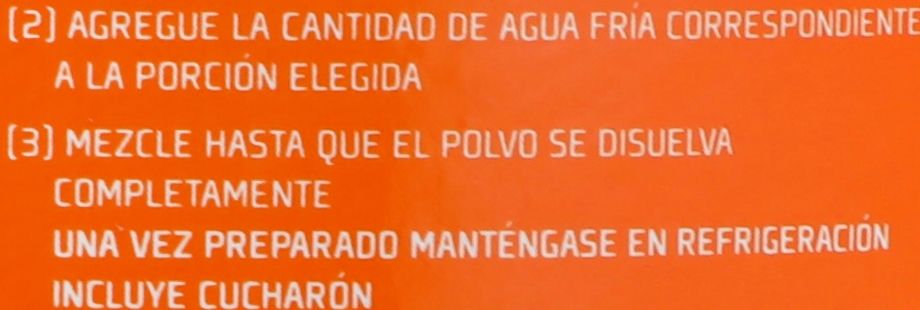 (2) AGREGUE LA CANTIDAD DE AGUA FRÍA CORRESPONDIENTE
A LA PORCIÓN ELEGIDA
(3) MEZCLE HASTA QUE EL POLVO SE DISUELVA
COMPLETAMENTE
UNA VEZ PREPARADO MANTÉNGASE EN REFRIGERACIÓN
INCLUYE CUCHARÓN